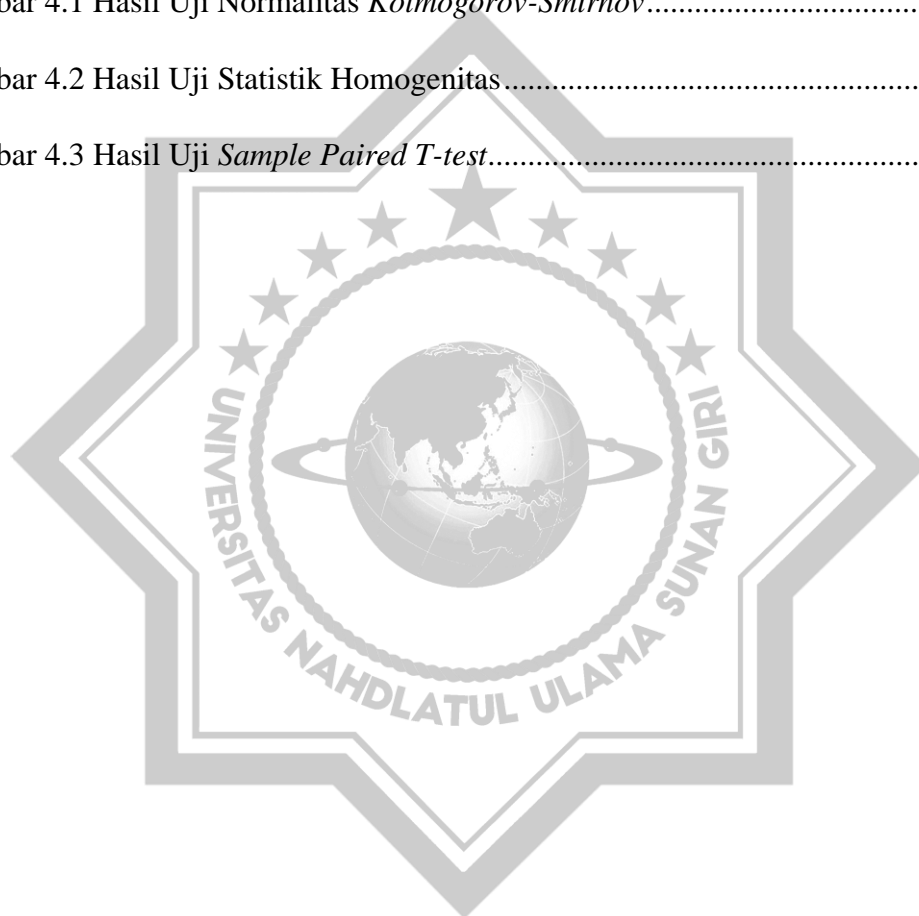 bar 4.1 Hasil Uji Normalitas Kolmogorov-Smirnov....................................
bar 4.2 Hasil Uji Statistik Homogenitas.......................................................
bar 4.3 Hasil Uji Sample Paired T-test.........................................................
UNIVERSITAS NAHDLATUL ULAMA SUNAN GIRI